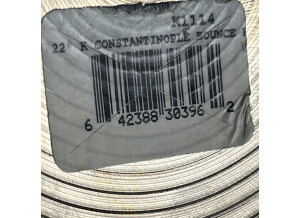 K1114
22" K CONSTANTINOPLE BOUNCE
6 42388 30396 2